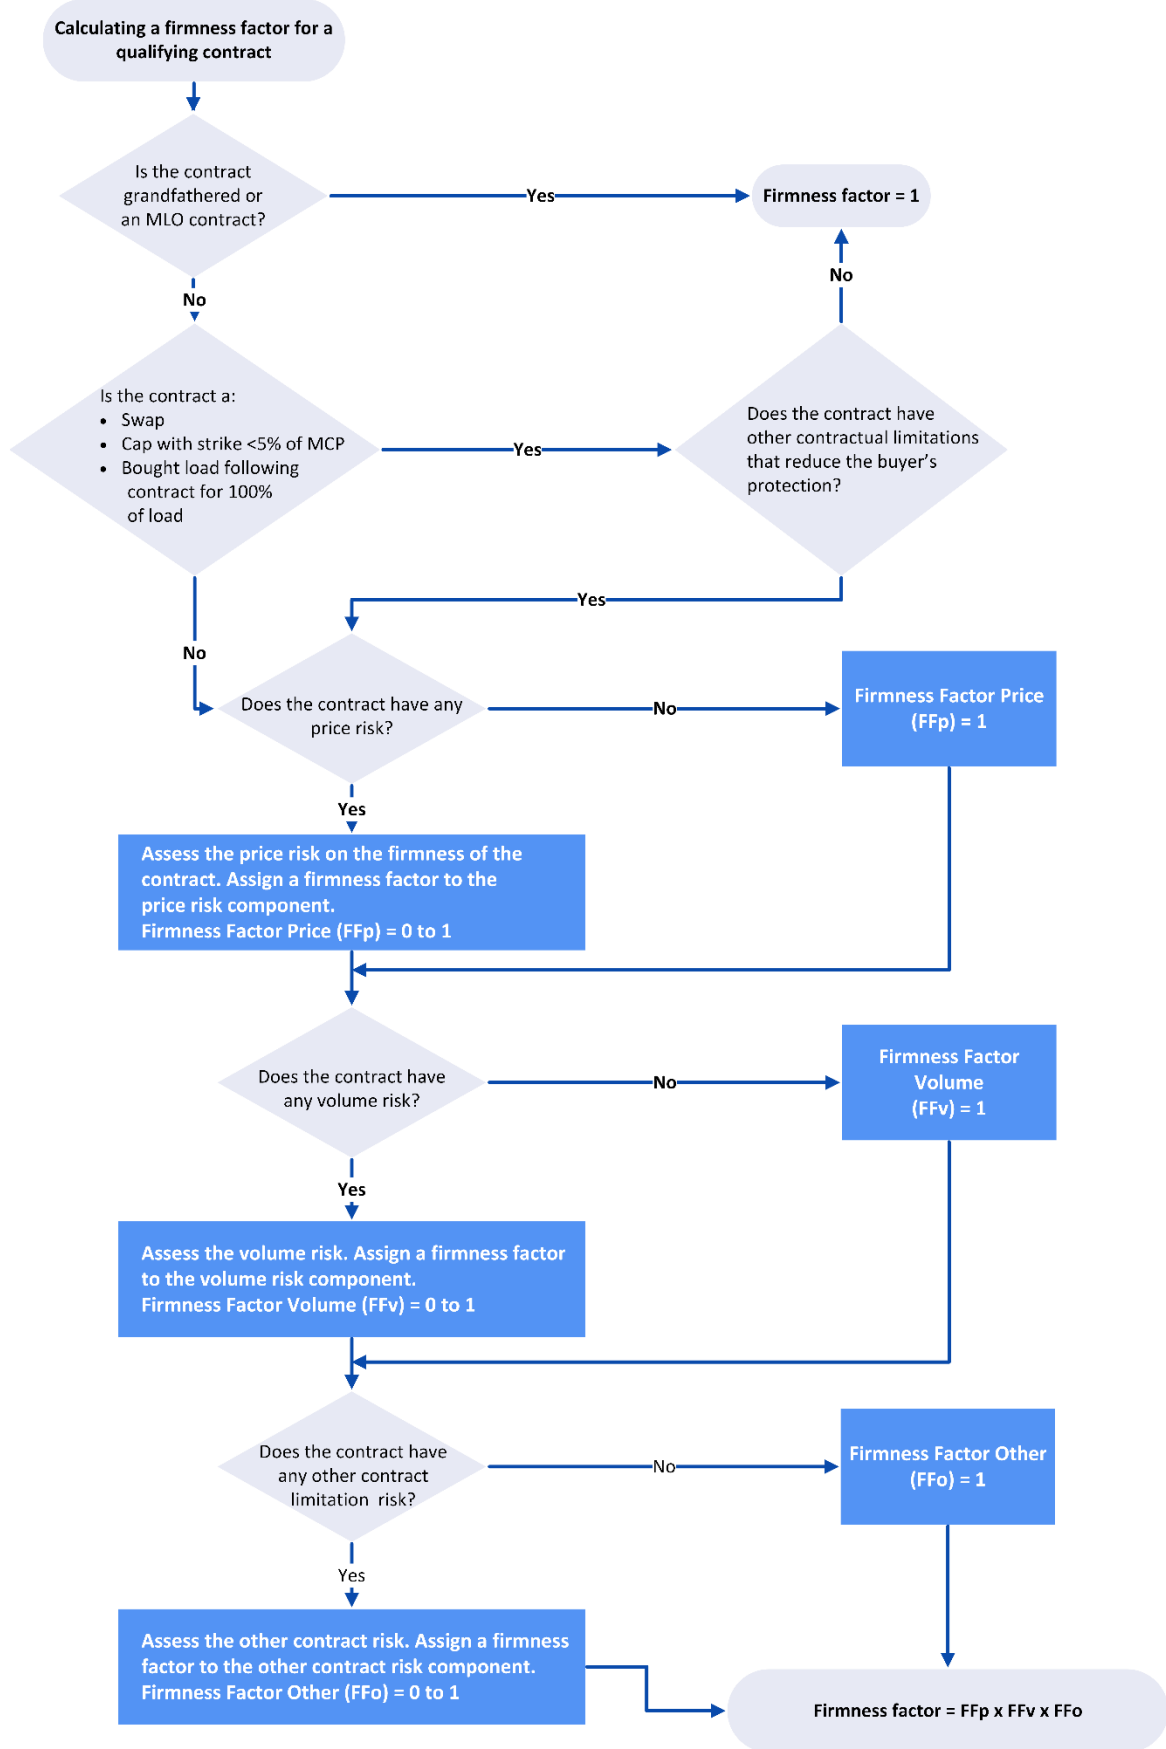 Calculating a firmness factor for a
qualifying contract
Is the contract
grandfathered or
an MLO contract?
Yes
Firmness factor = 1
No
No
Is the contract a:
• Swap
• Cap with strike <5% of MCP
• Bought load following
contract for 100%
of load
Yes
Does the contract have
other contractual limitations
that reduce the buyer's
protection?
Yes
No
Does the contract have any
price risk?
No
Firmness Factor Price
(FFp) = 1
Yes
Assess the price risk on the firmness of the
contract. Assign a firmness factor to the
price risk component.
Firmness Factor Price (FFp) = 0 to 1
Does the contract have
any volume risk?
No
Firmness Factor
Volume
(FFv) = 1
Yes
Assess the volume risk. Assign a firmness factor
to the volume risk component.
Firmness Factor Volume (FFv) = 0 to 1
Does the contract have
any other contract
limitation risk?
No
Firmness Factor Other
(FFo) = 1
Yes
Assess the other contract risk. Assign a firmness
factor to the other contract risk component.
Firmness Factor Other (FFo) = 0 to 1
Firmness factor = FFp x FFv x FFo